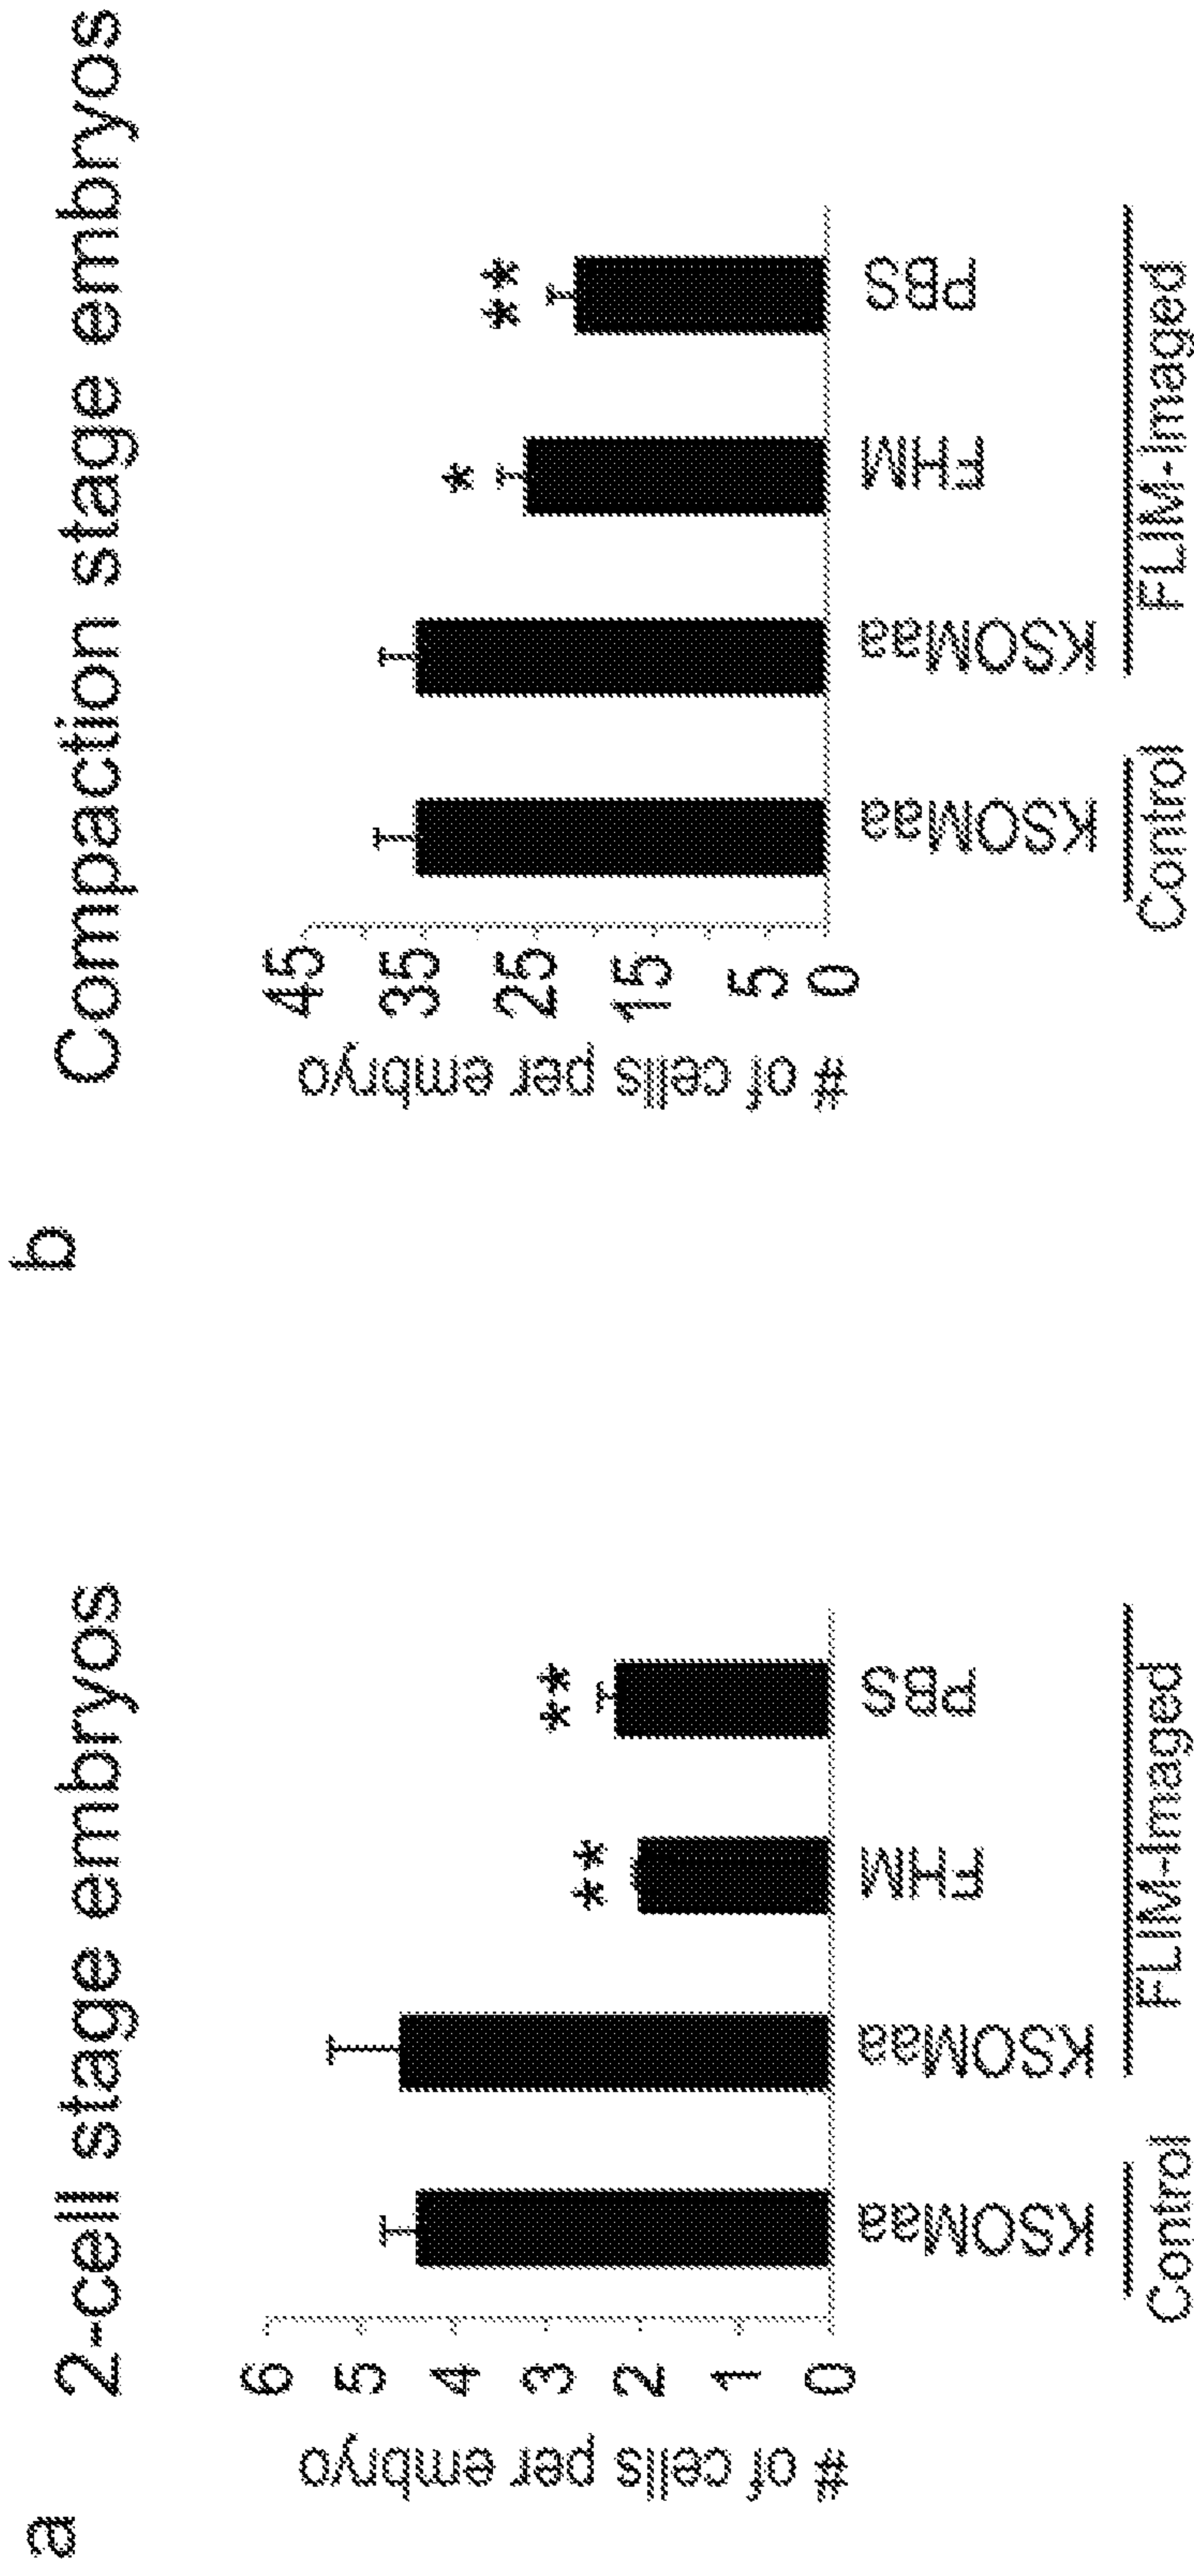 a
2-cell stage embryos
# of cells per embryo
6
5
4
3
2
1
0
**
**
KSOMaa
KSOMaa
FHM
PBS
Control
FLIM-Imaged
b
Compaction stage embryos
# of cells per embryo
45
35
25
15
5
0
*
**
KSOMaa
KSOMaa
FHM
PBS
Control
FLIM-Imaged